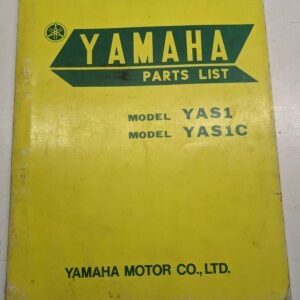 YAMAHA
PARTS LIST
MODEL YAS1
MODEL YAS1C
YAMAHA MOTOR CO., LTD.